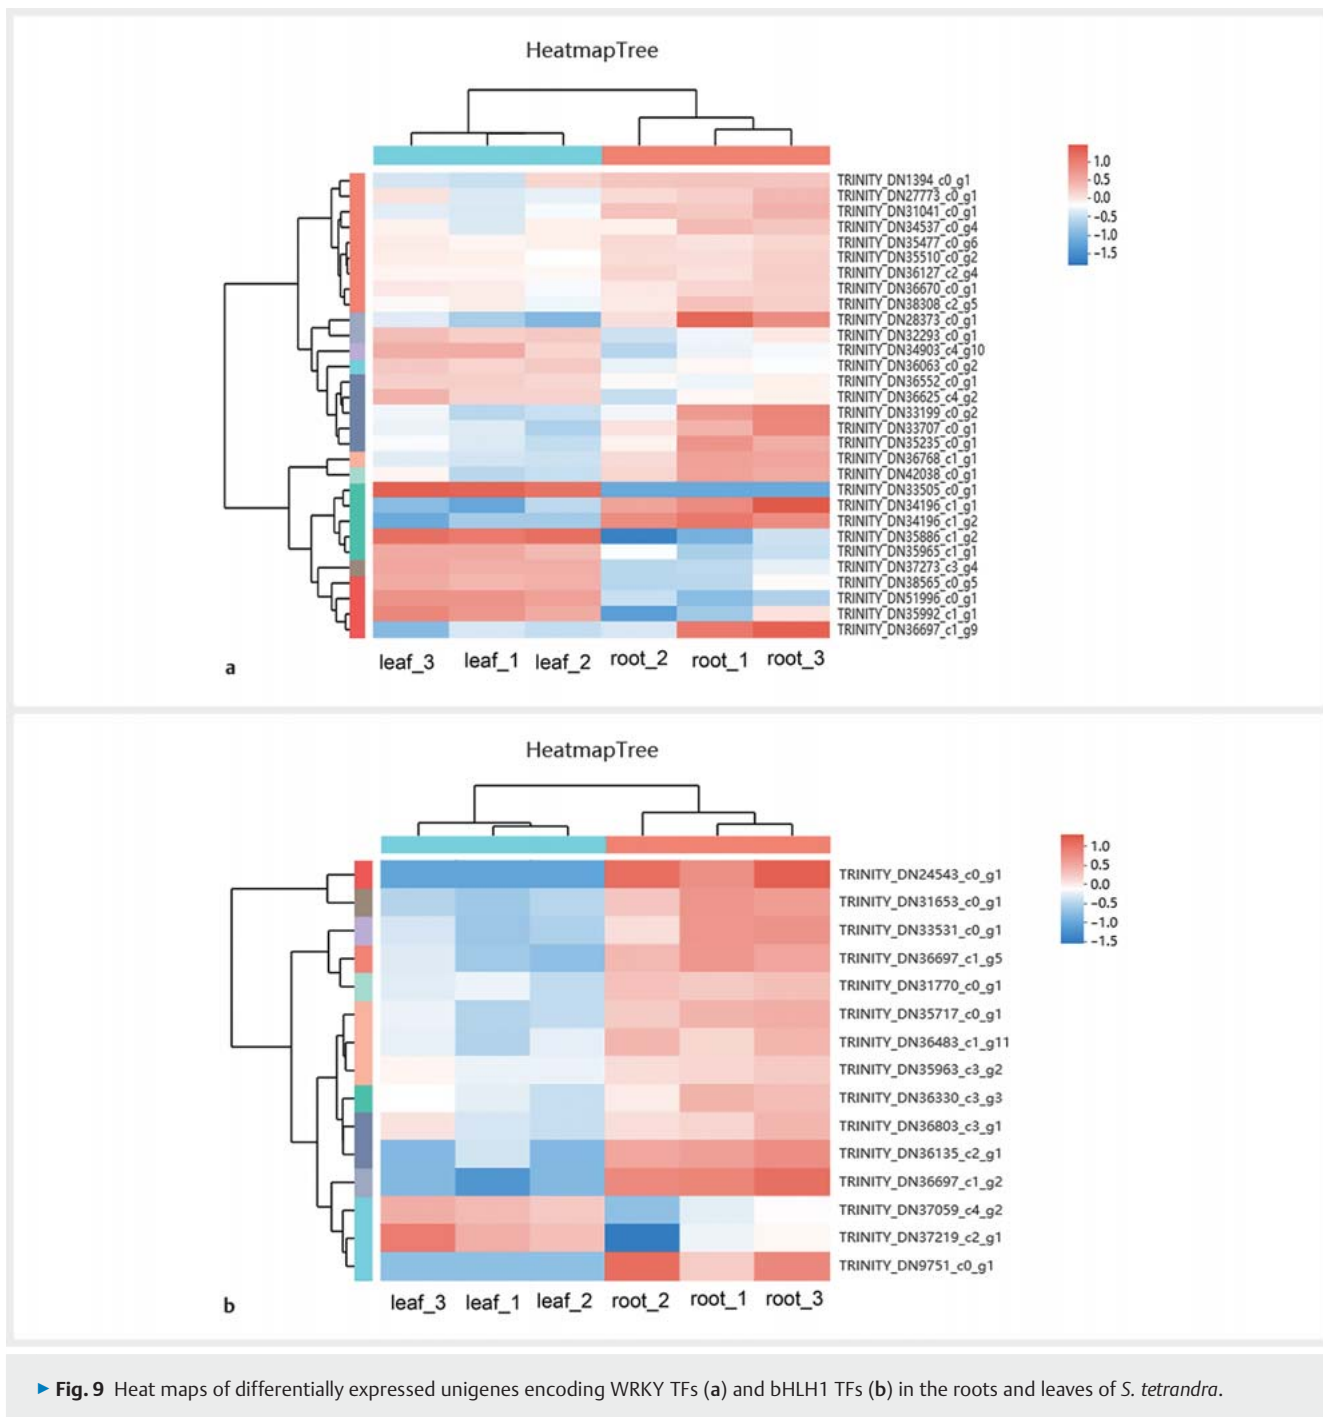 HeatmapTree
1.0
0.5
0.0
−0.5
−1.0
−1.5
TRINITY_DN1394_c0_g1
TRINITY_DN27773_c0_g1
TRINITY_DN31041_c0_g1
TRINITY_DN34537_c0_g4
TRINITY_DN35477_c0_g6
TRINITY_DN35510_c0_g2
TRINITY_DN36127_c2_g4
TRINITY_DN36670_c0_g1
TRINITY_DN38308_c2_g5
TRINITY_DN28373_c0_g1
TRINITY_DN32293_c0_g1
TRINITY_DN34903_c4_g10
TRINITY_DN36063_c0_g2
TRINITY_DN36552_c0_g1
TRINITY_DN36625_c4_g2
TRINITY_DN33199_c0_g2
TRINITY_DN33707_c0_g1
TRINITY_DN35235_c0_g1
TRINITY_DN36768_c1_g1
TRINITY_DN42038_c0_g1
TRINITY_DN33505_c0_g1
TRINITY_DN34196_c1_g1
TRINITY_DN34196_c1_g2
TRINITY_DN35886_c1_g2
TRINITY_DN35965_c1_g1
TRINITY_DN37273_c3_g4
TRINITY_DN38565_c0_g5
TRINITY_DN51996_c0_g1
TRINITY_DN35992_c1_g1
TRINITY_DN36697_c1_g9
leaf_3 leaf_1 leaf_2 root_2 root_1 root_3
a
HeatmapTree
1.0
0.5
0.0
−0.5
−1.0
−1.5
TRINITY_DN24543_c0_g1
TRINITY_DN31653_c0_g1
TRINITY_DN33531_c0_g1
TRINITY_DN36697_c1_g5
TRINITY_DN31770_c0_g1
TRINITY_DN35717_c0_g1
TRINITY_DN36483_c1_g11
TRINITY_DN35963_c3_g2
TRINITY_DN36330_c3_g3
TRINITY_DN36803_c3_g1
TRINITY_DN36135_c2_g1
TRINITY_DN36697_c1_g2
TRINITY_DN37059_c4_g2
TRINITY_DN37219_c2_g1
TRINITY_DN9751_c0_g1
leaf_3 leaf_1 leaf_2 root_2 root_1 root_3
b
▶ Fig. 9 Heat maps of differentially expressed unigenes encoding WRKY TFs (a) and bHLH1 TFs (b) in the roots and leaves of S. tetrandra.